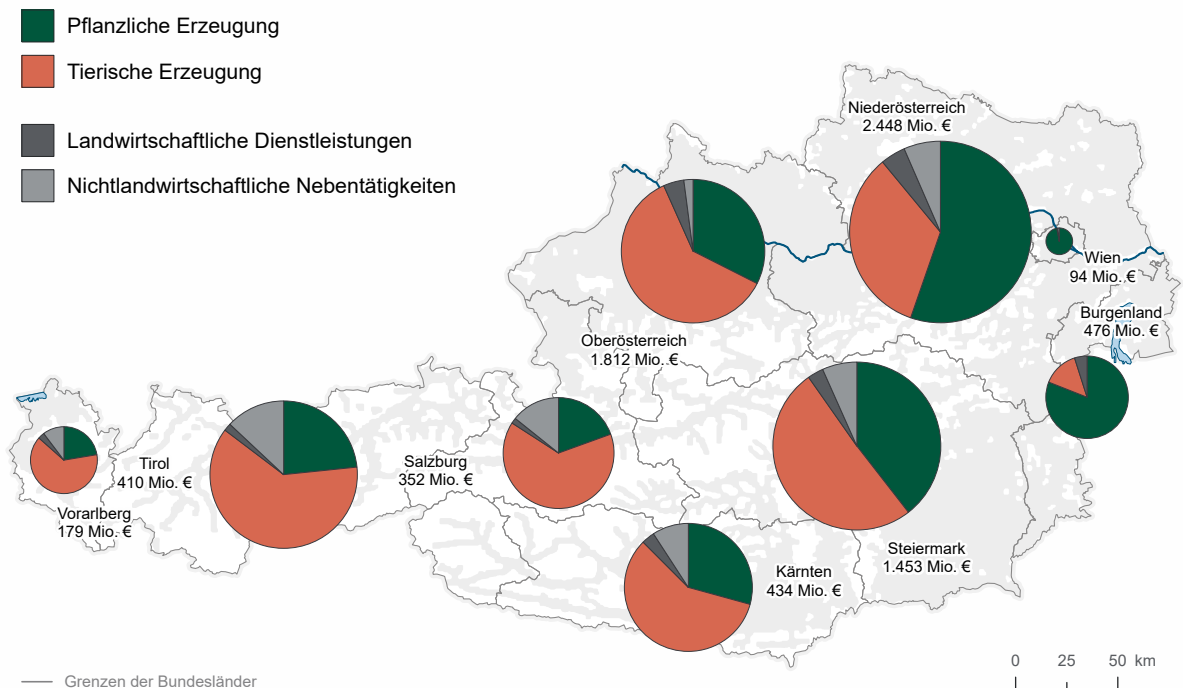 Pflanzliche Erzeugung
Tierische Erzeugung
Landwirtschaftliche Dienstleistungen
Nichtlandwirtschaftliche Nebentätigkeiten
Niederösterreich
2.448 Mio. €
Wien
94 Mio. €
Burgenland
476 Mio. €
Oberösterreich
1.812 Mio. €
Salzburg
352 Mio. €
Tirol
410 Mio. €
Vorarlberg
179 Mio. €
Steiermark
1.453 Mio. €
Kärnten
434 Mio. €
0 25 50 km
Grenzen der Bundesländer